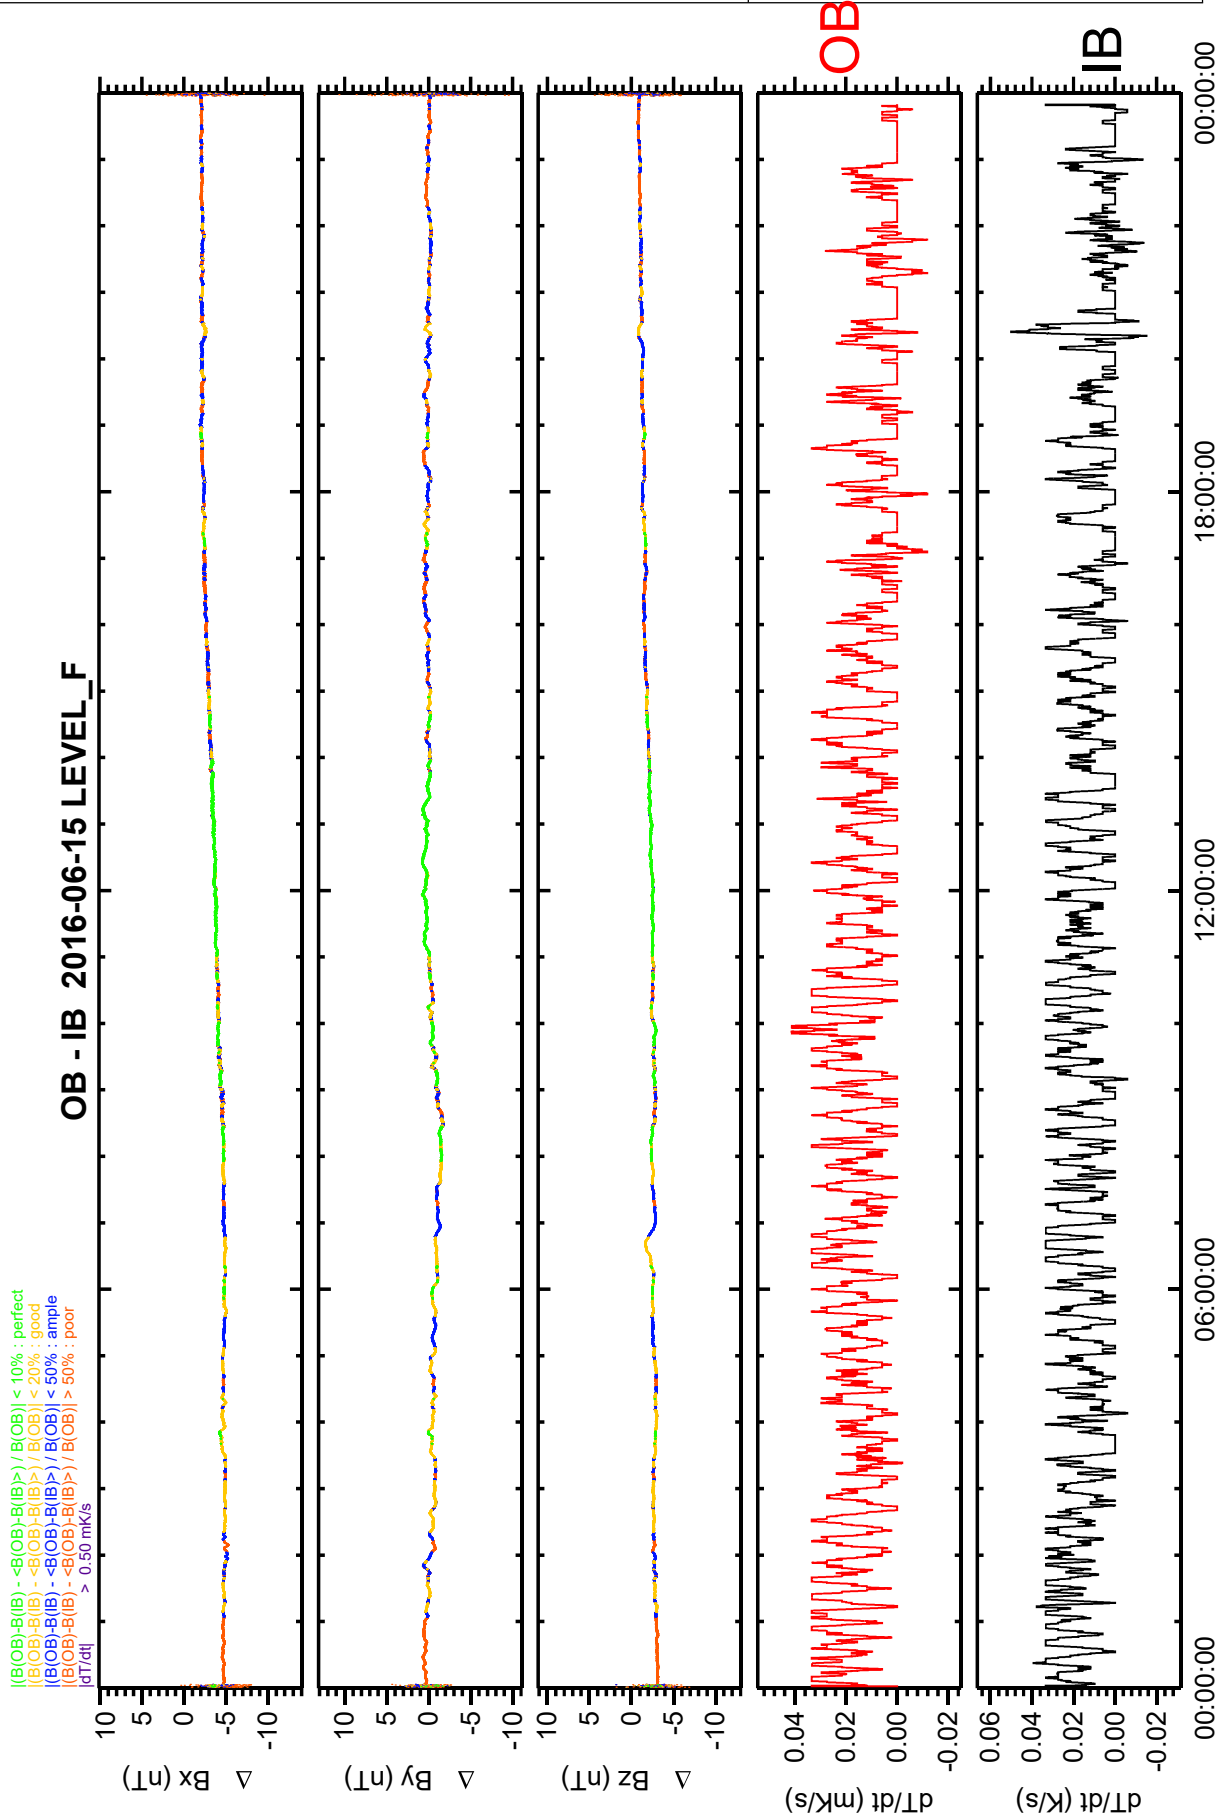 |(B(OB)-B(IB) - <B(OB)-B(IB)>) / B(OB)| < 10% : perfect
|(B(OB)-B(IB) - <B(OB)-B(IB)>) / B(OB)| < 20% : good
|(B(OB)-B(IB) - <B(OB)-B(IB)>) / B(OB)| < 50% : ample
|(B(OB)-B(IB) - <B(OB)-B(IB)>) / B(OB)| > 50% : poor
|dT/dt| > 0.50 mK/s
OB - IB 2016-06-15 LEVEL_F
Δ Bx (nT)
10
5
0
-5
-10
Δ By (nT)
10
5
0
-5
-10
Δ Bz (nT)
10
5
0
-5
-10
dT/dt (mK/s)
0.04
0.02
0.00
-0.02
OB
dT/dt (K/s)
0.06
0.04
0.02
0.00
-0.02
IB
00:00:00 06:00:00 12:00:00 18:00:00 00:00:00